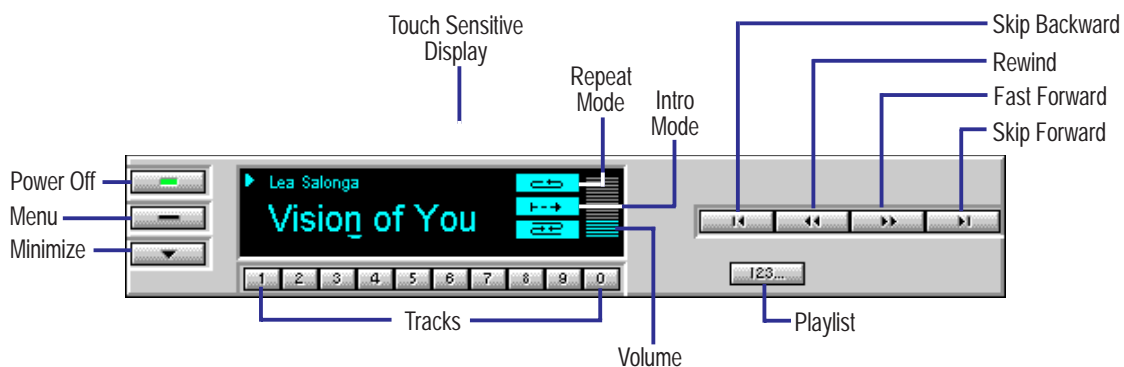 Touch Sensitive
Display
Skip Backward
Rewind
Fast Forward
Skip Forward
Repeat
Mode
Intro
Mode
Power Off
Menu
Minimize
Lea Salonga
Vision of You
1 2 3 4 5 6 7 8 9 0
123...
Tracks
Playlist
Volume